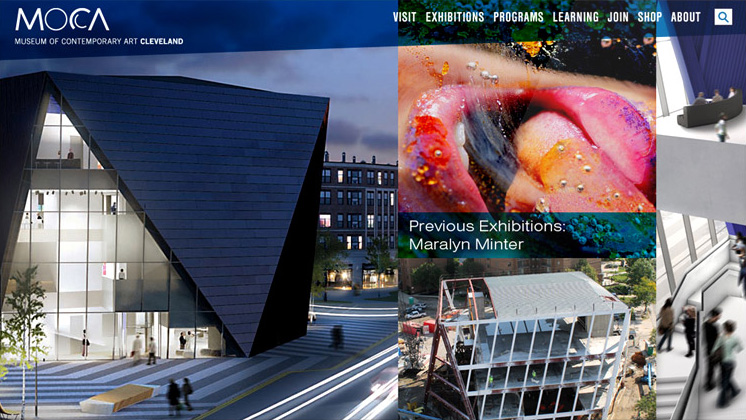 MOCA
MUSEUM OF CONTEMPORARY ART CLEVELAND
VISIT EXHIBITIONS PROGRAMS LEARNING JOIN SHOP ABOUT
Previous Exhibitions:
Maralyn Minter